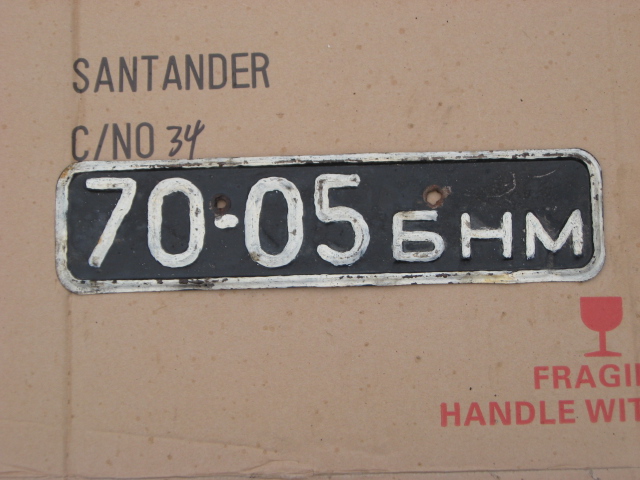 SANTANDER
C/NO 34
70-05 БНМ
FRAGI
HANDLE WIT